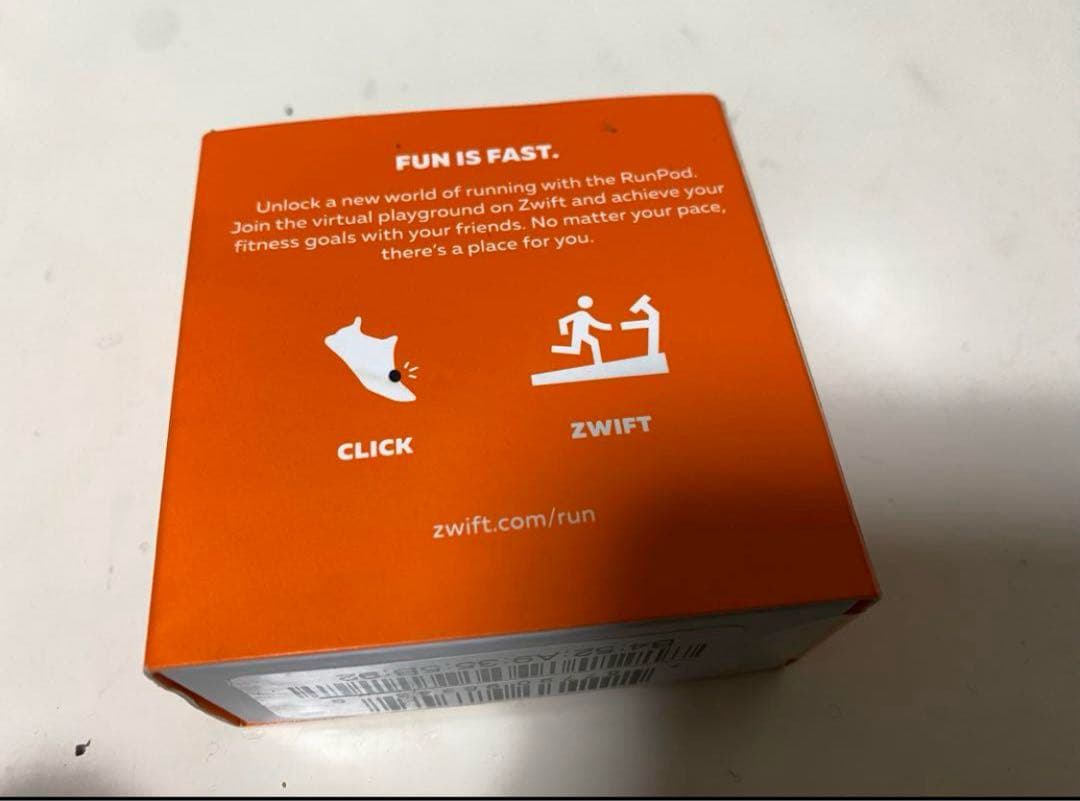 FUN IS FAST.
Unlock a new world of running with the RunPod.
Join the virtual playground on Zwift and achieve your
fitness goals with your friends. No matter your pace,
there's a place for you.
CLICK
ZWIFT
zwift.com/run